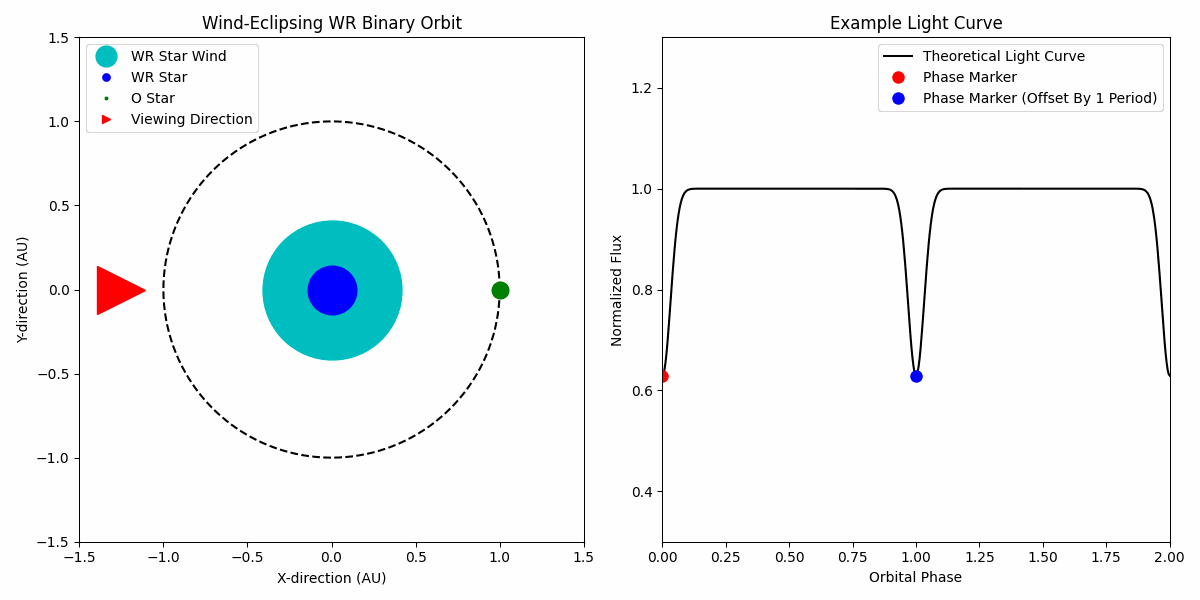 Wind-Eclipsing WR Binary Orbit
WR Star Wind
WR Star
O Star
Viewing Direction
1.5
1.0
0.5
0.0
−0.5
−1.0
−1.5
Y-direction (AU)
−1.5
−1.0
−0.5
0.0
0.5
1.0
1.5
X-direction (AU)
Example Light Curve
Theoretical Light Curve
Phase Marker
Phase Marker (Offset By 1 Period)
1.2
1.0
0.8
0.6
0.4
Normalized Flux
0.00
0.25
0.50
0.75
1.00
1.25
1.50
1.75
2.00
Orbital Phase